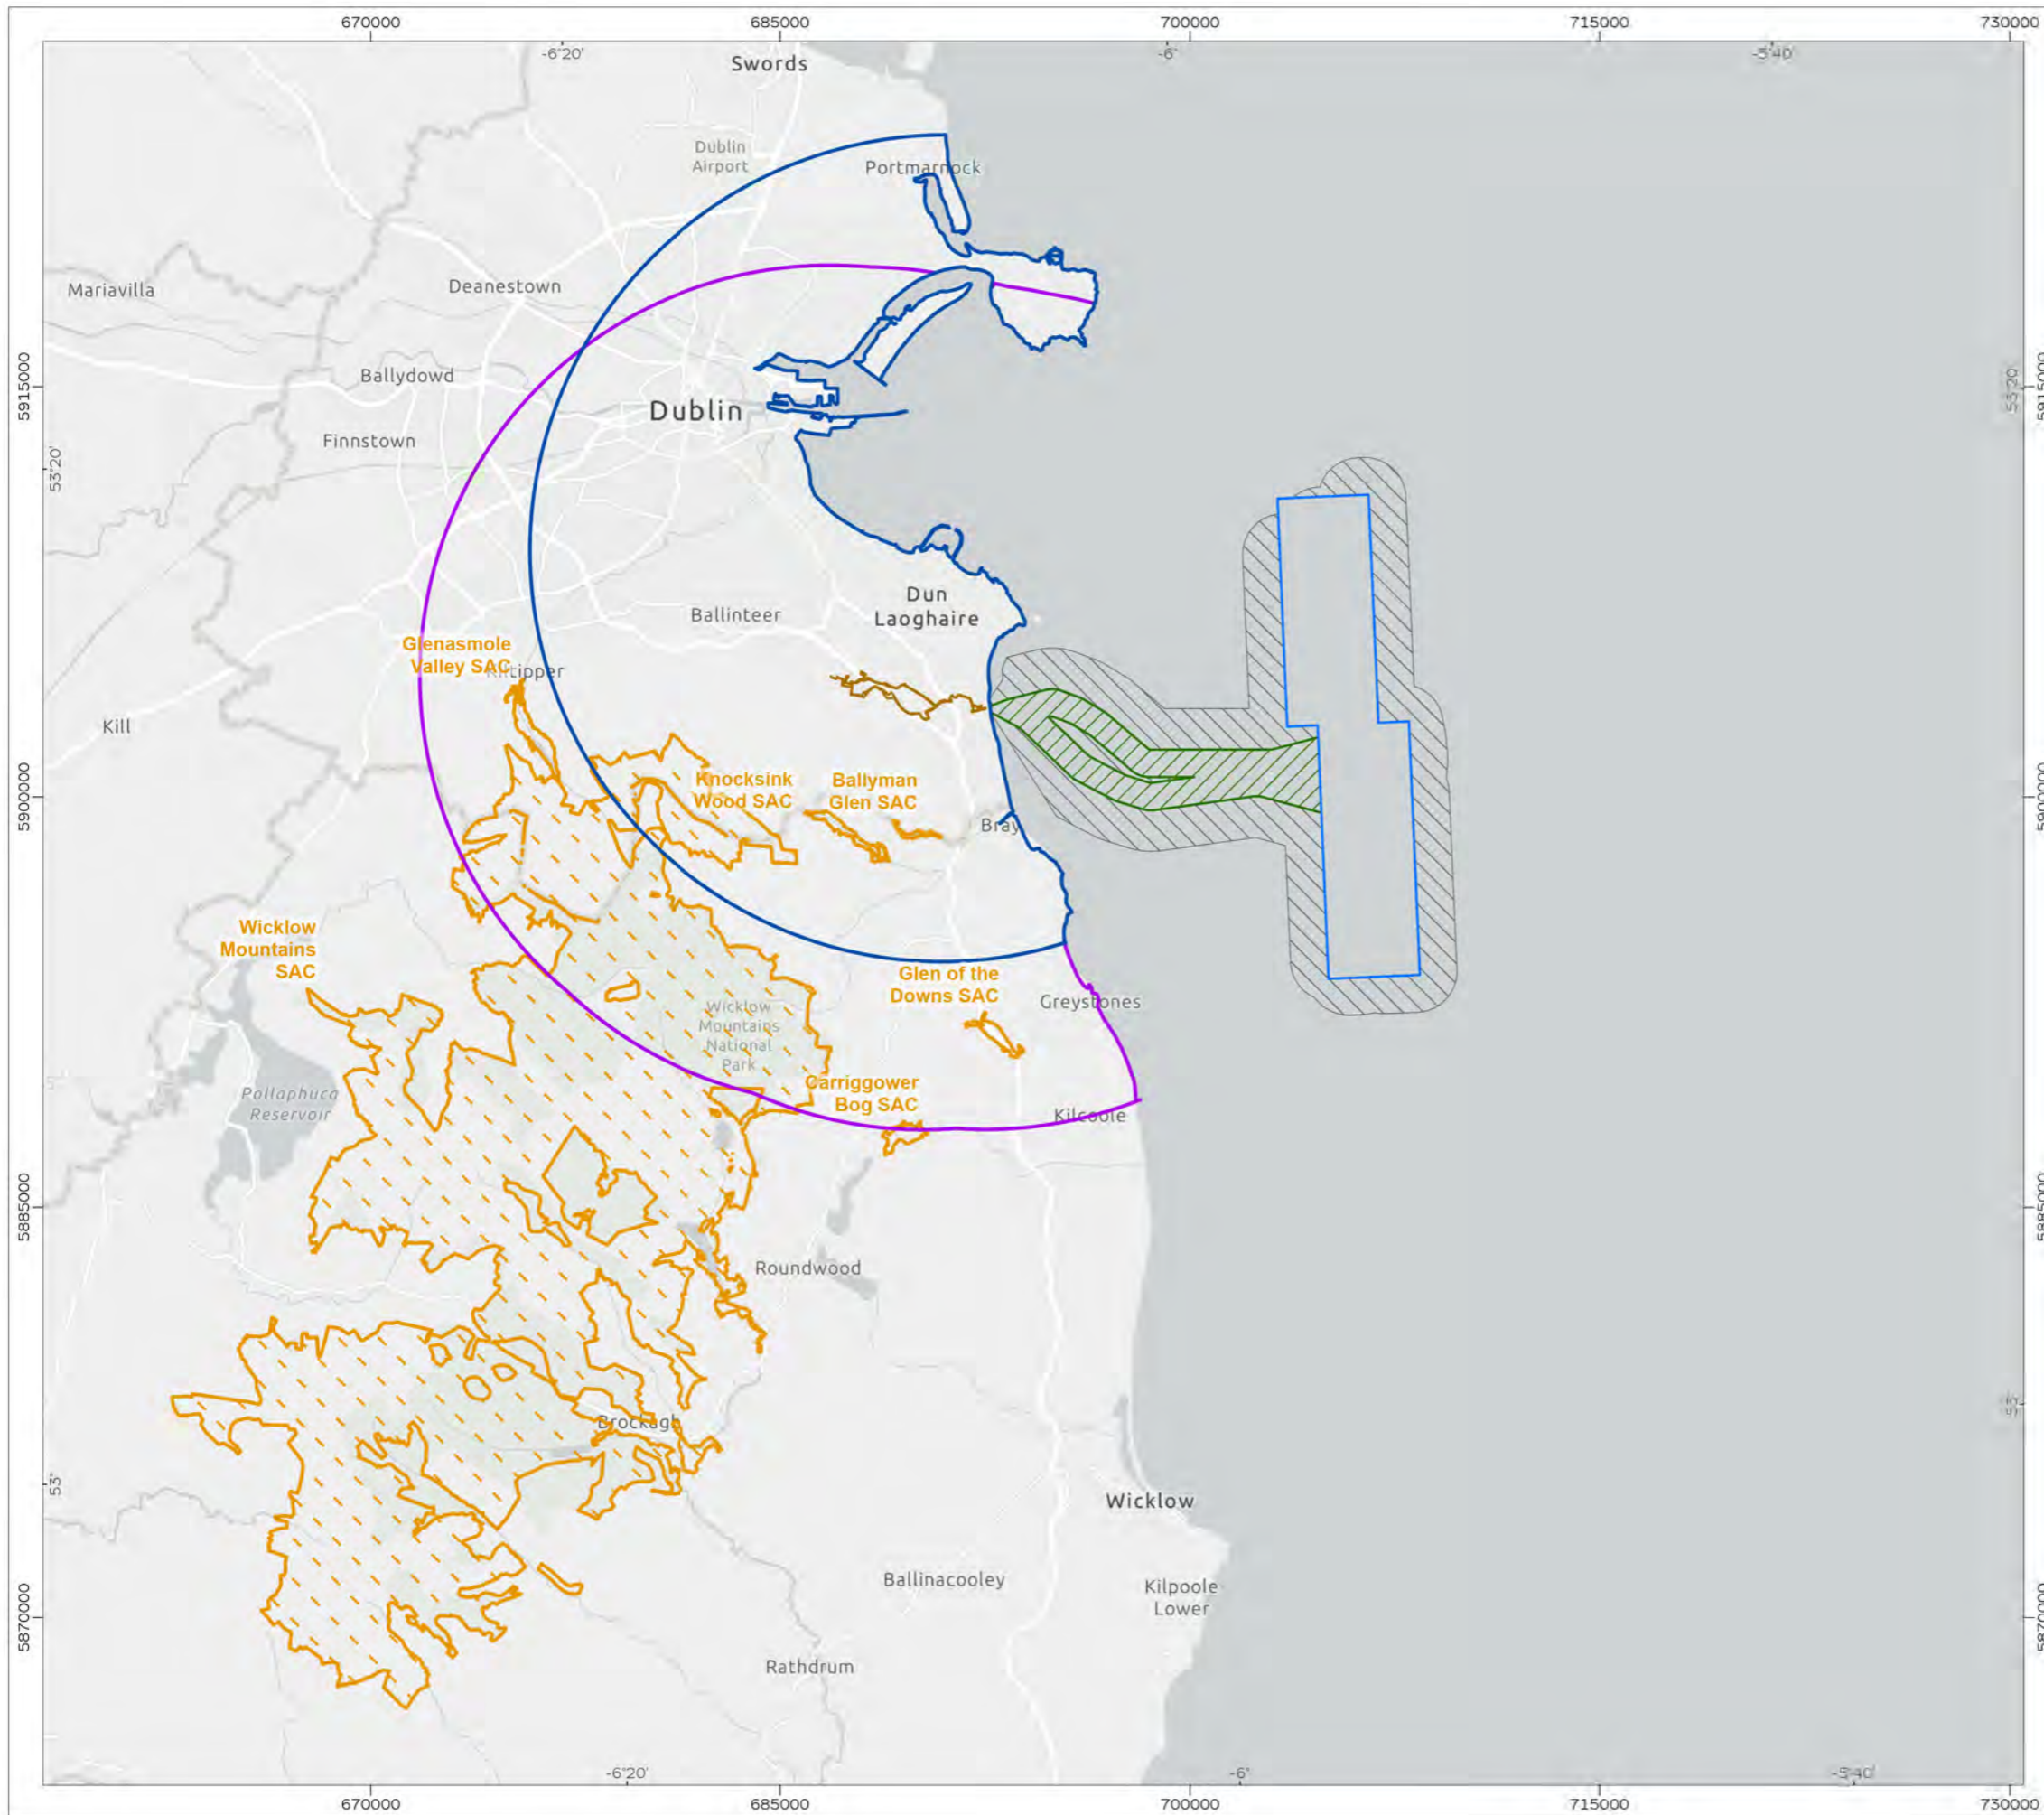 670000
685000
700000
715000
730000
-6°20'
-6°
-5°40'
Swords
Dublin
Airport
Portmarnock
Mariavilla
Deanestown
5915000
5915000
Ballydowd
Dublin
Finnstown
53°20'
Dun
Laoghaire
Ballinteer
Glenasmole
Valley SAC
Kill
Knocksink
Wood SAC
Ballyman
Glen SAC
5900000
5900000
Bray
Wicklow
Mountains
SAC
Glen of the
Downs SAC
Greystones
Wicklow
Mountains
National
Park
Carriggower
Bog SAC
Pollaphuca
Reservoir
Kilcoole
5885000
5885000
Roundwood
Brockagh
53°
Wicklow
Ballinacooley
Kilpoole
Lower
5870000
5870000
Rathdrum
-6°20'
-6°
-5°40'
670000
685000
700000
715000
730000